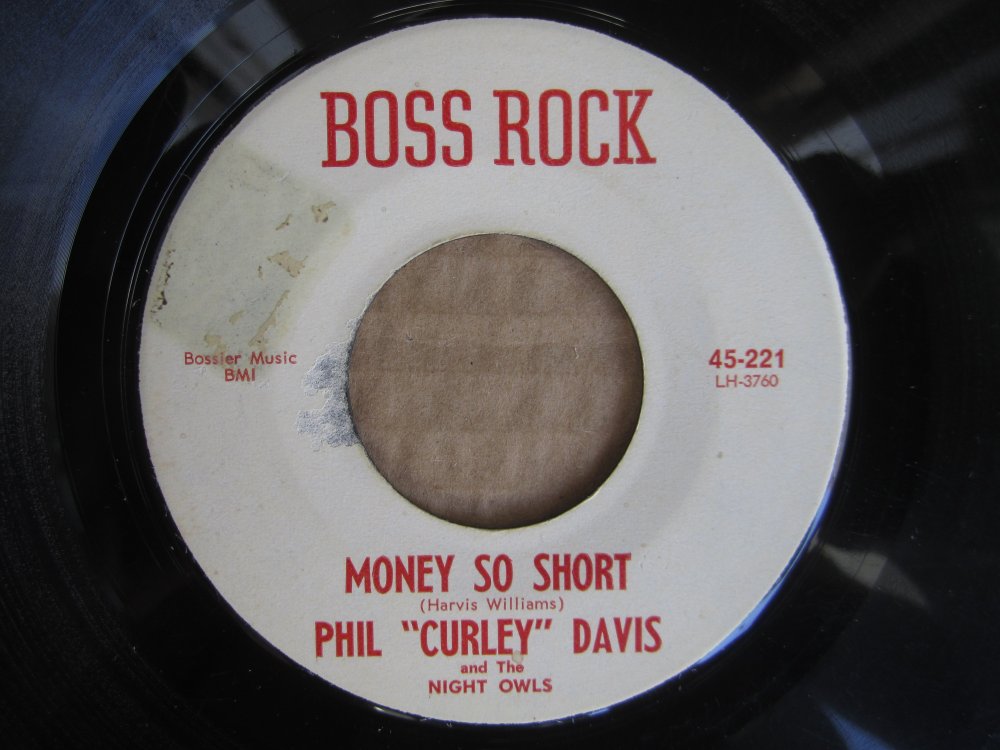 BOSS ROCK
Bossier Music
BMI
45-221
LH-3760
MONEY SO SHORT
(Harvis Williams)
PHIL "CURLEY" DAVIS
and The
NIGHT OWLS